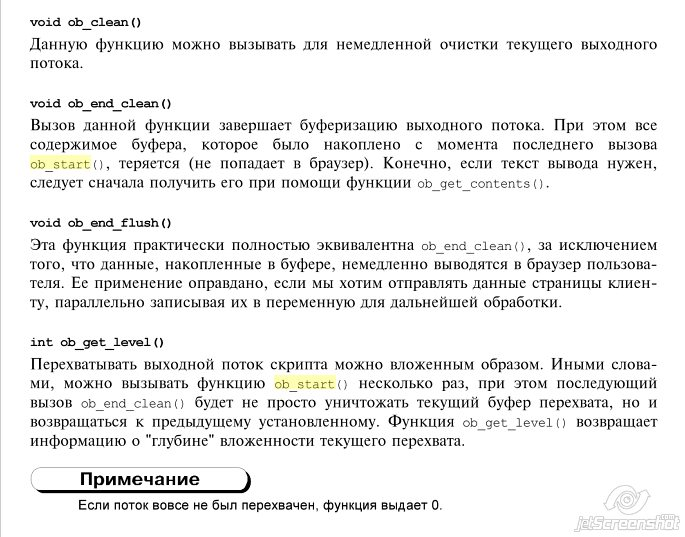 void ob_clean()
Данную функцию можно вызывать для немедленной очистки текущего выходного
потока.
void ob_end_clean()
Вызов данной функции завершает буферизацию выходного потока. При этом все
содержимое буфера, которое было накоплено с момента последнего вызова
ob_start(), теряется (не попадает в браузер). Конечно, если текст вывода нужен,
следует сначала получить его при помощи функции ob_get_contents().
void ob_end_flush()
Эта функция практически полностью эквивалентна ob_end_clean(), за исключением
того, что данные, накопленные в буфере, немедленно выводятся в браузер пользова-
теля. Ее применение оправдано, если мы хотим отправлять данные страницы клиен-
ту, параллельно записывая их в переменную для дальнейшей обработки.
int ob_get_level()
Перехватывать выходной поток скрипта можно вложенным образом. Иными слова-
ми, можно вызывать функцию ob_start() несколько раз, при этом последующий
вызов ob_end_clean() будет не просто уничтожать текущий буфер перехвата, но и
возвращаться к предыдущему установленному. Функция ob_get_level() возвращает
информацию о "глубине" вложенности текущего перехвата.
Примечание
Если поток вовсе не был перехвачен, функция выдает 0.
jetScreenshot.com